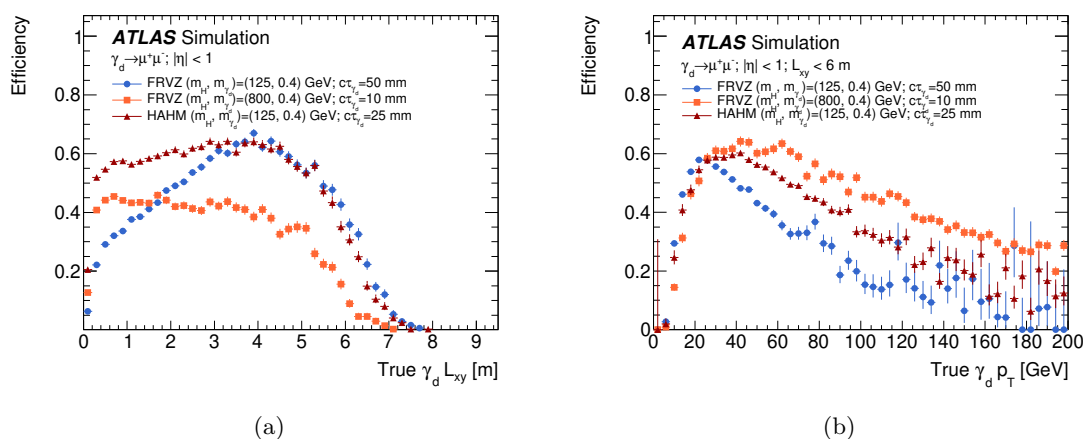 ATLAS Simulation
γd→μ+μ-; |η| < 1
FRVZ (mH, mγd)=(125, 0.4) GeV; cτγd=50 mm
FRVZ (mH, mγd)=(800, 0.4) GeV; cτγd=10 mm
HAHM (mH, mγd)=(125, 0.4) GeV; cτγd=25 mm
Efficiency
1
0.8
0.6
0.4
0.2
0 1 2 3 4 5 6 7 8 9
True γd Lxy [m]
(a)
ATLAS Simulation
γd→μ+μ-; |η| < 1; Lxy < 6 m
FRVZ (mH, mγd)=(125, 0.4) GeV; cτγd=50 mm
FRVZ (mH, mγd)=(800, 0.4) GeV; cτγd=10 mm
HAHM (mH, mγd)=(125, 0.4) GeV; cτγd=25 mm
Efficiency
1
0.8
0.6
0.4
0.2
0 20 40 60 80 100 120 140 160 180 200
True γd pT [GeV]
(b)